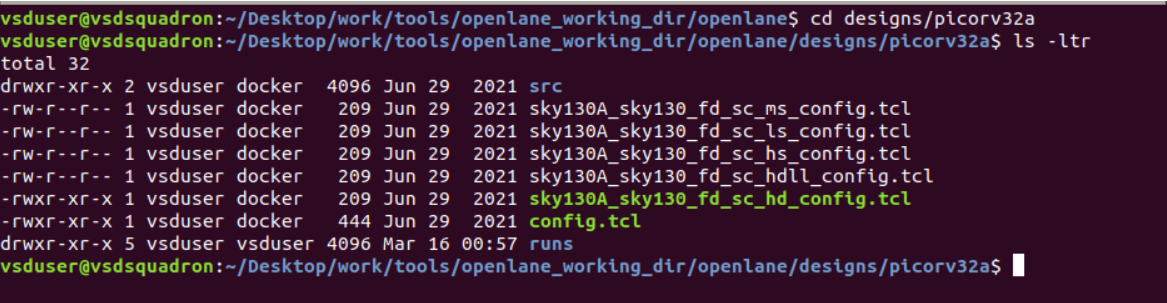 vsduser@vsdsquadron:~/Desktop/work/tools/openlane_working_dir/openlane$ cd designs/picorv32a
vsduser@vsdsquadron:~/Desktop/work/tools/openlane_working_dir/openlane/designs/picorv32a$ ls -ltr
total 32
drwxr-xr-x 2 vsduser docker  4096 Jun 29  2021 src
-rw-r--r-- 1 vsduser docker   209 Jun 29  2021 sky130A_sky130_fd_sc_ms_config.tcl
-rw-r--r-- 1 vsduser docker   209 Jun 29  2021 sky130A_sky130_fd_sc_ls_config.tcl
-rw-r--r-- 1 vsduser docker   209 Jun 29  2021 sky130A_sky130_fd_sc_hs_config.tcl
-rw-r--r-- 1 vsduser docker   209 Jun 29  2021 sky130A_sky130_fd_sc_hdll_config.tcl
-rwxr-xr-x 1 vsduser docker   209 Jun 29  2021 sky130A_sky130_fd_sc_hd_config.tcl
-rwxr-xr-x 1 vsduser docker   444 Jun 29  2021 config.tcl
drwxr-xr-x 5 vsduser vsduser 4096 Mar 16 00:57 runs
vsduser@vsdsquadron:~/Desktop/work/tools/openlane_working_dir/openlane/designs/picorv32a$